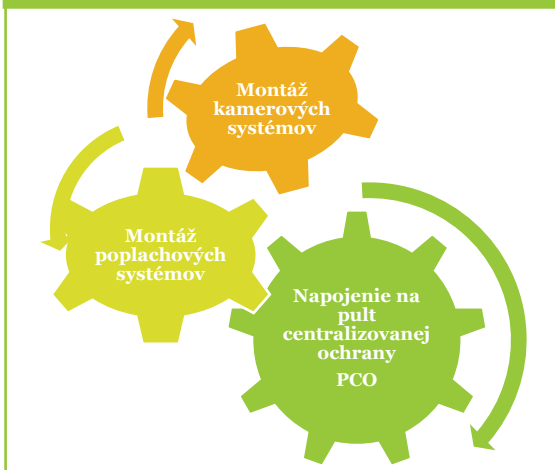 Montáž
kamerových
systémov
Montáž
poplachových
systémov
Napojenie na
pult
centralizovanej
ochrany
PCO